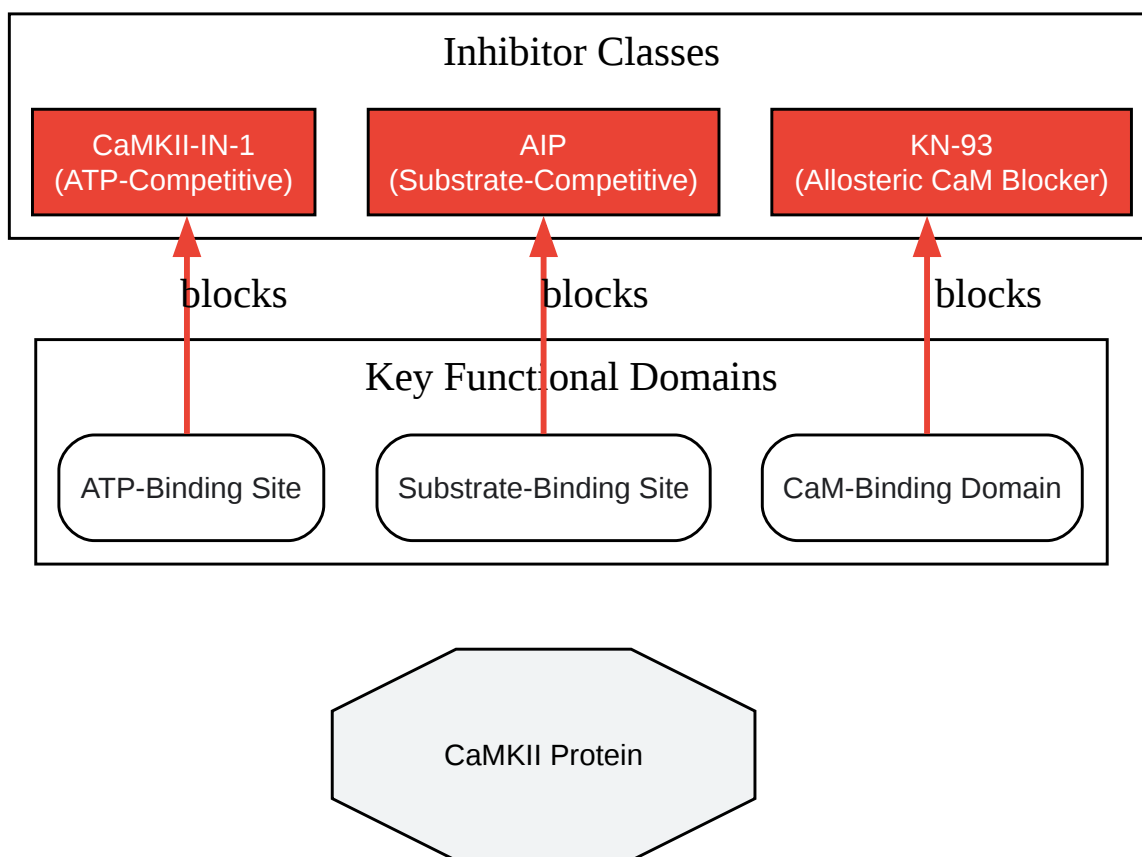 Inhibitor Classes
CaMKII-IN-1
(ATP-Competitive)
AIP
(Substrate-Competitive)
KN-93
(Allosteric CaM Blocker)
blocks
blocks
blocks
Key Functional Domains
ATP-Binding Site
Substrate-Binding Site
CaM-Binding Domain
CaMKII Protein